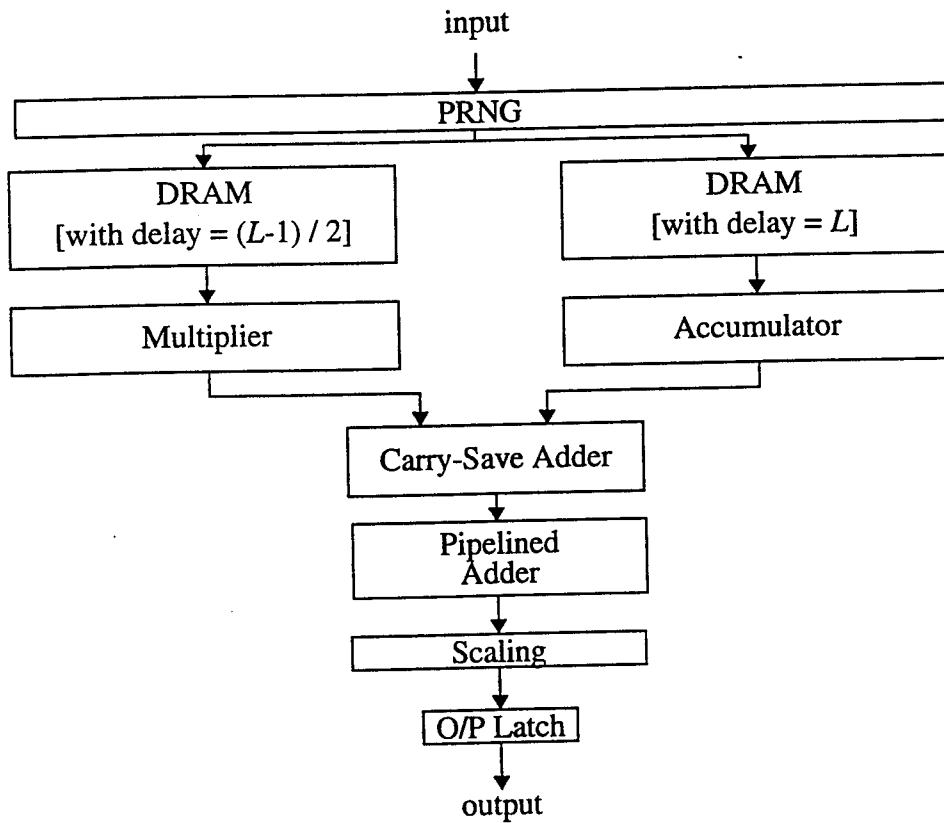 input
PRNG
DRAM
[with delay = (L-1) / 2]
DRAM
[with delay = L]
Multiplier
Accumulator
Carry-Save Adder
Pipelined
Adder
Scaling
O/P Latch
output